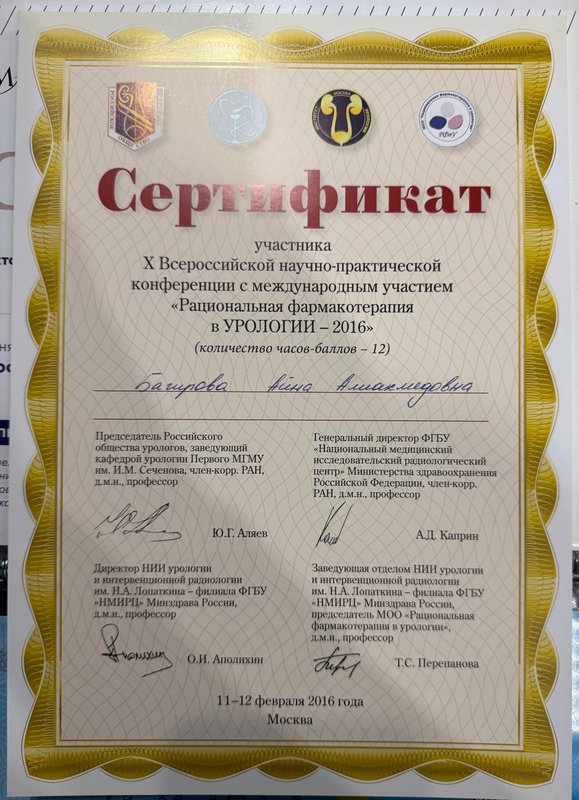 Сертификат
участника
X Всероссийской научно-практической
конференции с международным участием
«Рациональная фармакотерапия
в УРОЛОГИИ – 2016»
(количество часов-баллов – 12)
Багирова
Председатель Российского
общества урологов, заведующий
кафедрой урологии Первого МГМУ
им. И.М. Сеченова, член-корр. РАН,
д.м.н., профессор
Ю.Г. Аляев
Генеральный директор ФГБУ
«Национальный медицинский
исследовательский радиологический
центр» Министерства здравоохранения
Российской Федерации, член-корр.
РАН, д.м.н., профессор
А.Д. Каприн
Директор НИИ урологии
и интервенционной радиологии
им. Н.А. Лопаткина – филиала ФГБУ
«НМИРЦ» Минздрава России,
д.м.н., профессор
О.И. Аполихин
Заведующая отделом НИИ урологии
и интервенционной радиологии
им. Н.А. Лопаткина – филиала ФГБУ
«НМИРЦ» Минздрава России,
председатель МОО «Рациональная
фармакотерапия в урологии»,
д.м.н., профессор
Т.С. Перепанова
11–12 февраля 2016 года
Москва